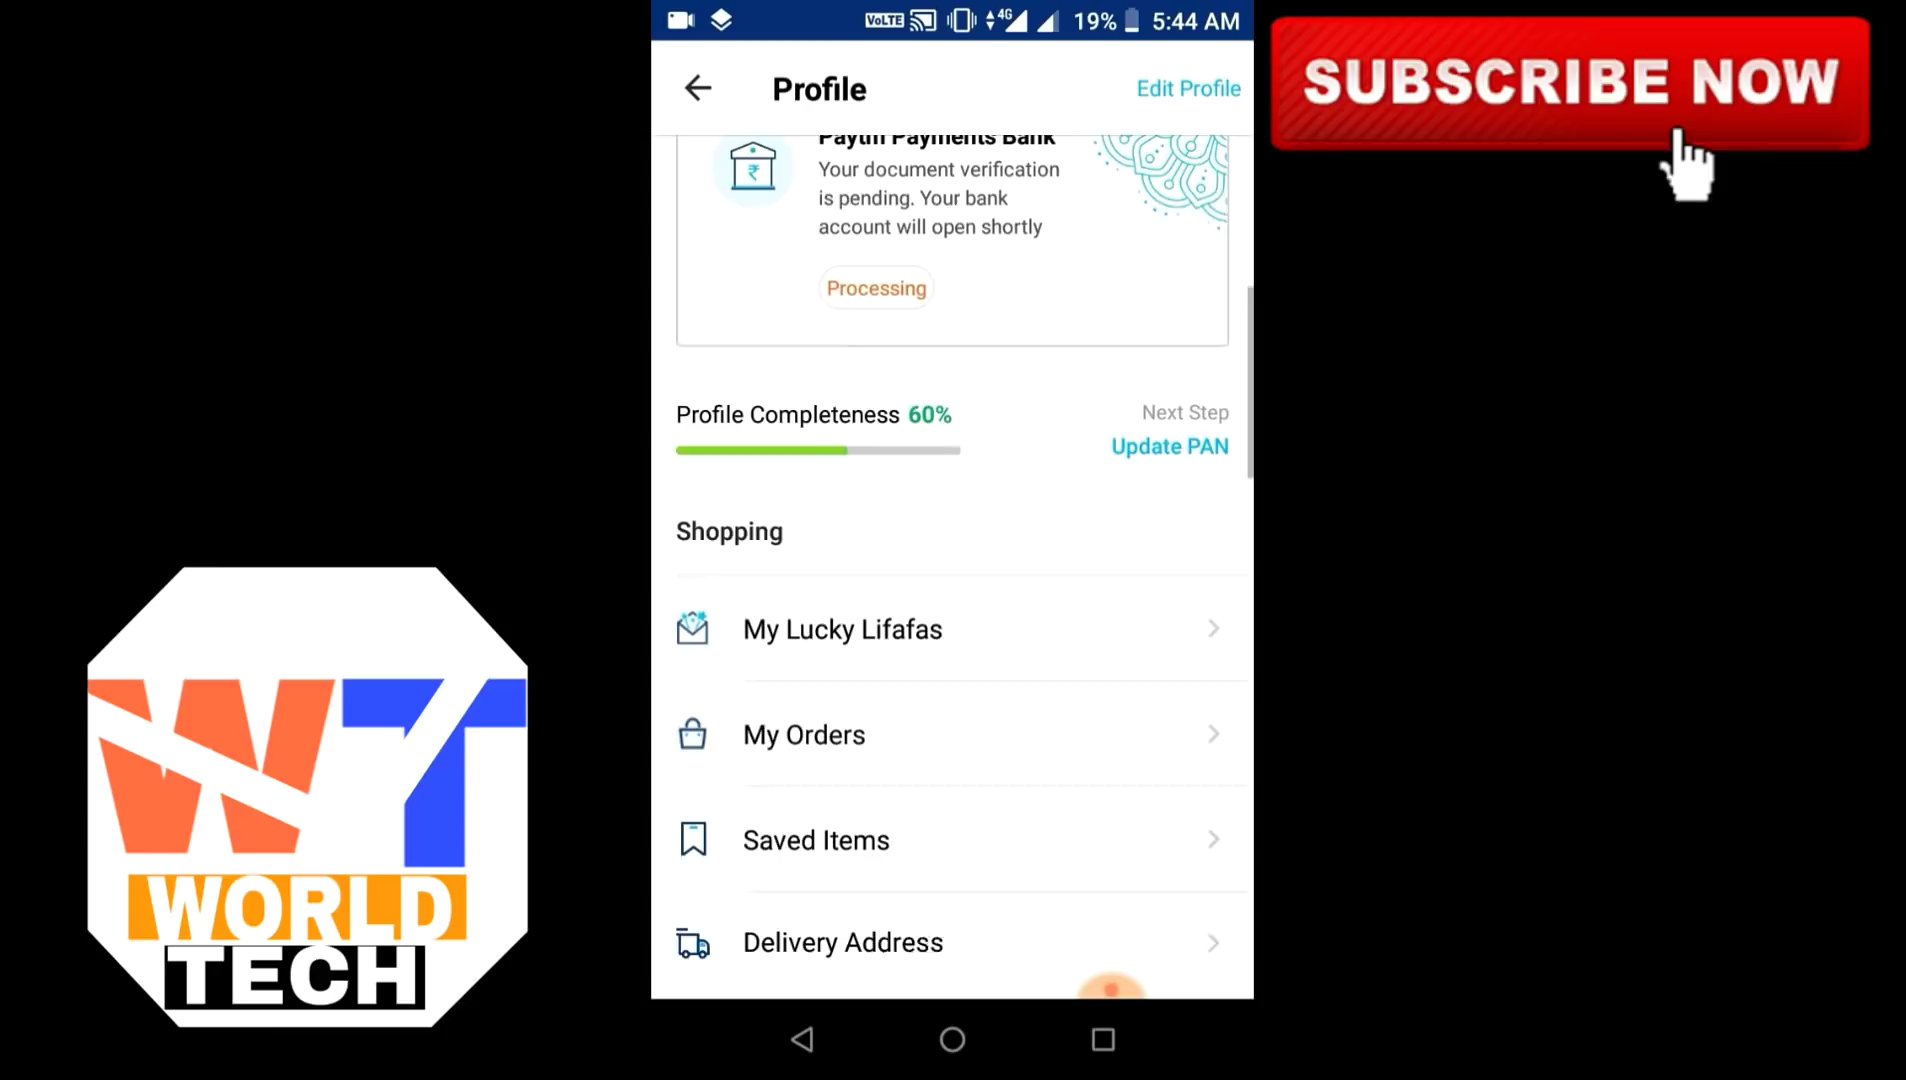 VoLTE 4G 19% 5:44 AM
SUBSCRIBE NOW
Profile
Edit Profile
Paytm Payments Bank
Your document verification
is pending. Your bank
account will open shortly
Processing
Profile Completeness 60%
Next Step
Update PAN
Shopping
My Lucky Lifafas
My Orders
Saved Items
Delivery Address
WT
WORLD
TECH